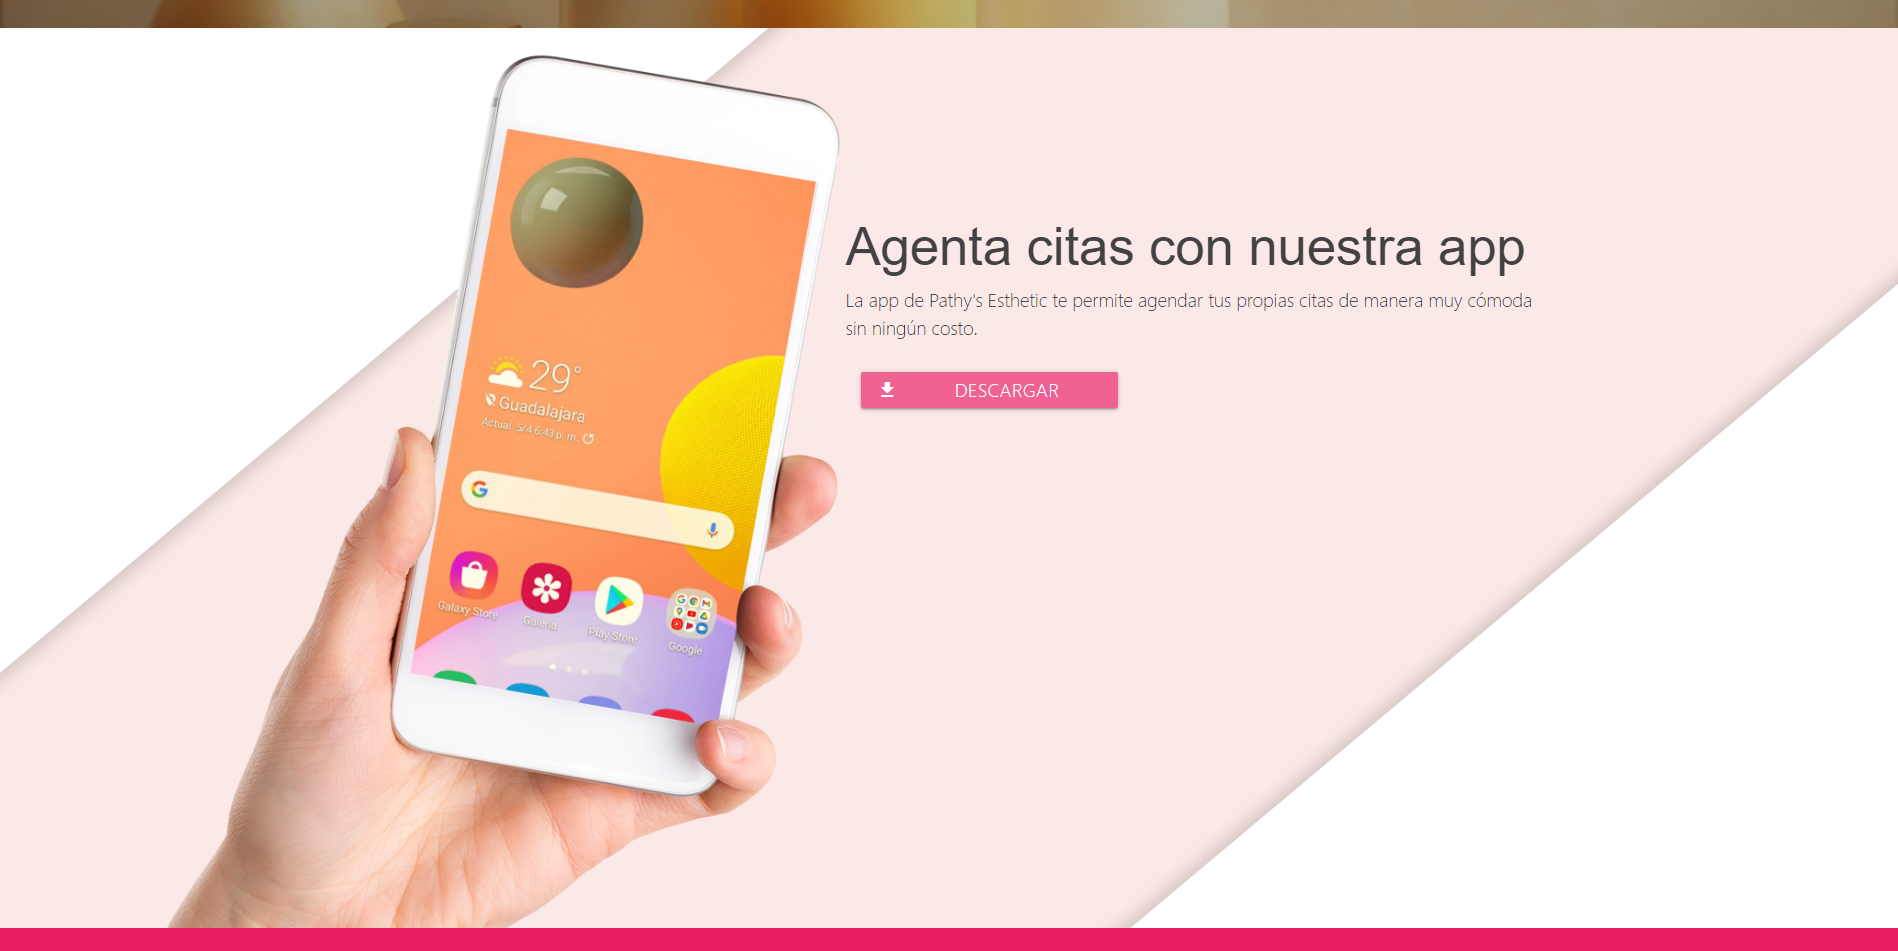 Agenta citas con nuestra app
La app de Pathy's Esthetic te permite agendar tus propias citas de manera muy cómoda
sin ningún costo.
DESCARGAR
29°
Guadalajara
Actual. 5/4 6:43 p. m.
Galaxy Store
Galería
Play Store
Google